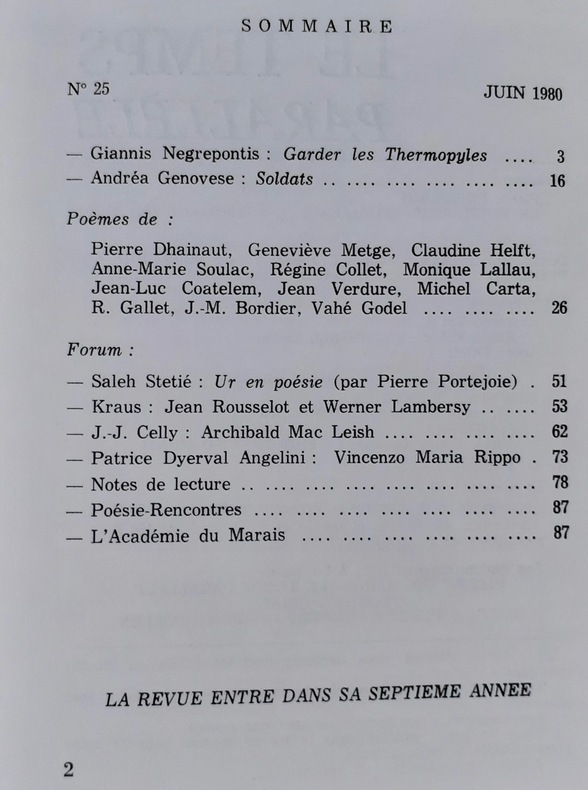 SOMMAIRE
N° 25 JUIN 1980
— Giannis Negrepontis : Garder les Thermopyles .... 3
— Andréa Genovese : Soldats .. .... .... .... .... .... 16
Poèmes de :
Pierre Dhainaut, Geneviève Metge, Claudine Helft,
Anne-Marie Soulac, Régine Collet, Monique Lallau,
Jean-Luc Coatelem, Jean Verdure, Michel Carta,
R. Gallet, J.-M. Bordier, Vahé Godel .... .... .... 26
Forum :
— Saleh Stetié : Ur en poésie (par Pierre Portejoie) . 51
— Kraus : Jean Rousselot et Werner Lambersy .. .... 53
— J.-J. Celly : Archibald Mac Leish .... .... .... .... 62
— Patrice Dyerval Angelini : Vincenzo Maria Rippo . 73
— Notes de lecture .. .... .... .... .... .... .... .... 78
— Poésie-Rencontres .... .... .... .... .... .... .... 87
— L'Académie du Marais .... .... .... .... .... .... 87
LA REVUE ENTRE DANS SA SEPTIEME ANNEE
2